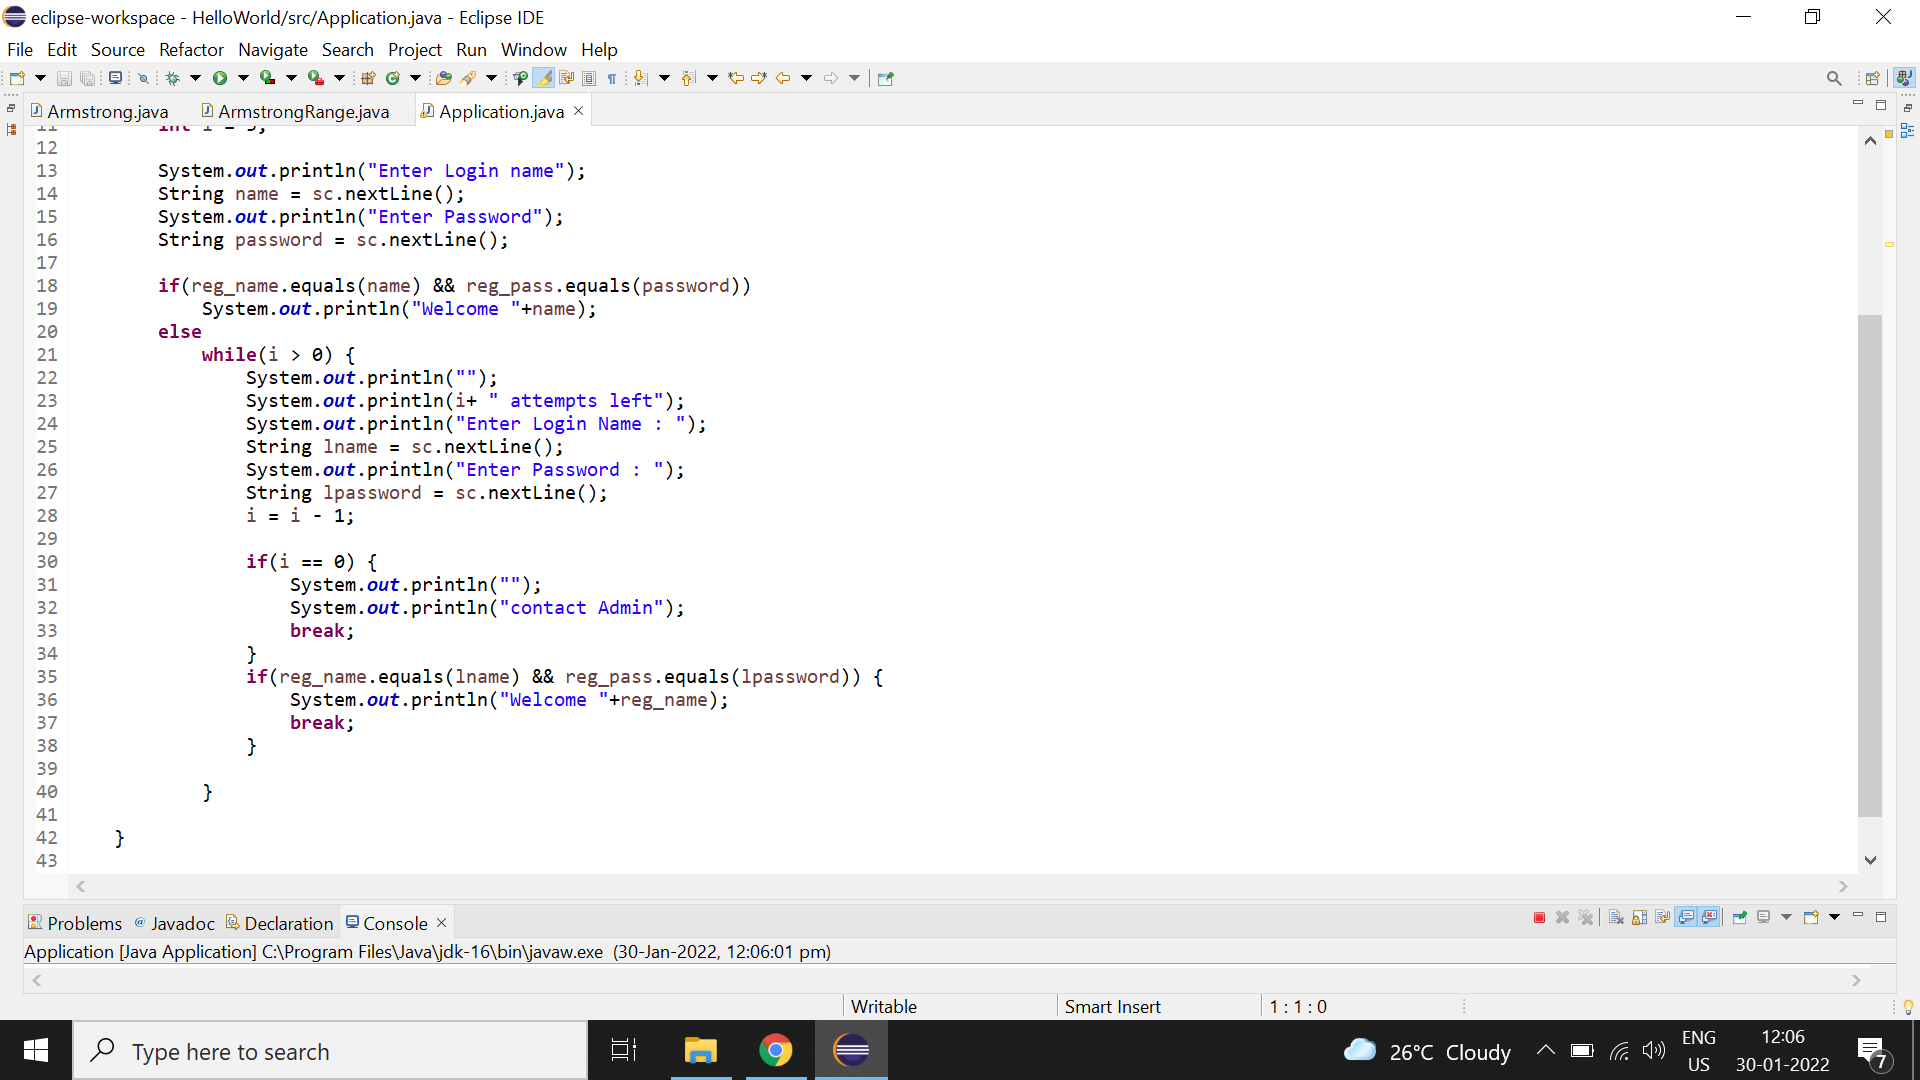 eclipse-workspace - HelloWorld/src/Application.java - Eclipse IDE
File Edit Source Refactor Navigate Search Project Run Window Help
Armstrong.java ArmstrongRange.java Application.java
11 int i = 3;
12
13 System.out.println("Enter Login name");
14 String name = sc.nextLine();
15 System.out.println("Enter Password");
16 String password = sc.nextLine();
17
18 if(reg_name.equals(name) && reg_pass.equals(password))
19 System.out.println("Welcome "+name);
20 else
21 while(i > 0) {
22 System.out.println("");
23 System.out.println(i+ " attempts left");
24 System.out.println("Enter Login Name : ");
25 String lname = sc.nextLine();
26 System.out.println("Enter Password : ");
27 String lpassword = sc.nextLine();
28 i = i - 1;
29
30 if(i == 0) {
31 System.out.println("");
32 System.out.println("contact Admin");
33 break;
34 }
35 if(reg_name.equals(lname) && reg_pass.equals(lpassword)) {
36 System.out.println("Welcome "+reg_name);
37 break;
38 }
39
40 }
41
42 }
43
Problems Javadoc Declaration Console
Application [Java Application] C:\Program Files\Java\jdk-16\bin\javaw.exe (30-Jan-2022, 12:06:01 pm)
Writable Smart Insert 1 : 1 : 0
Type here to search
26°C Cloudy
ENG
US
12:06
30-01-2022
7